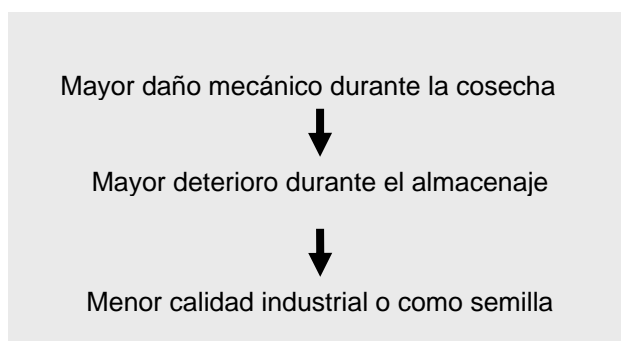 Mayor daño mecánico durante la cosecha
Mayor deterioro durante el almacenaje
Menor calidad industrial o como semilla